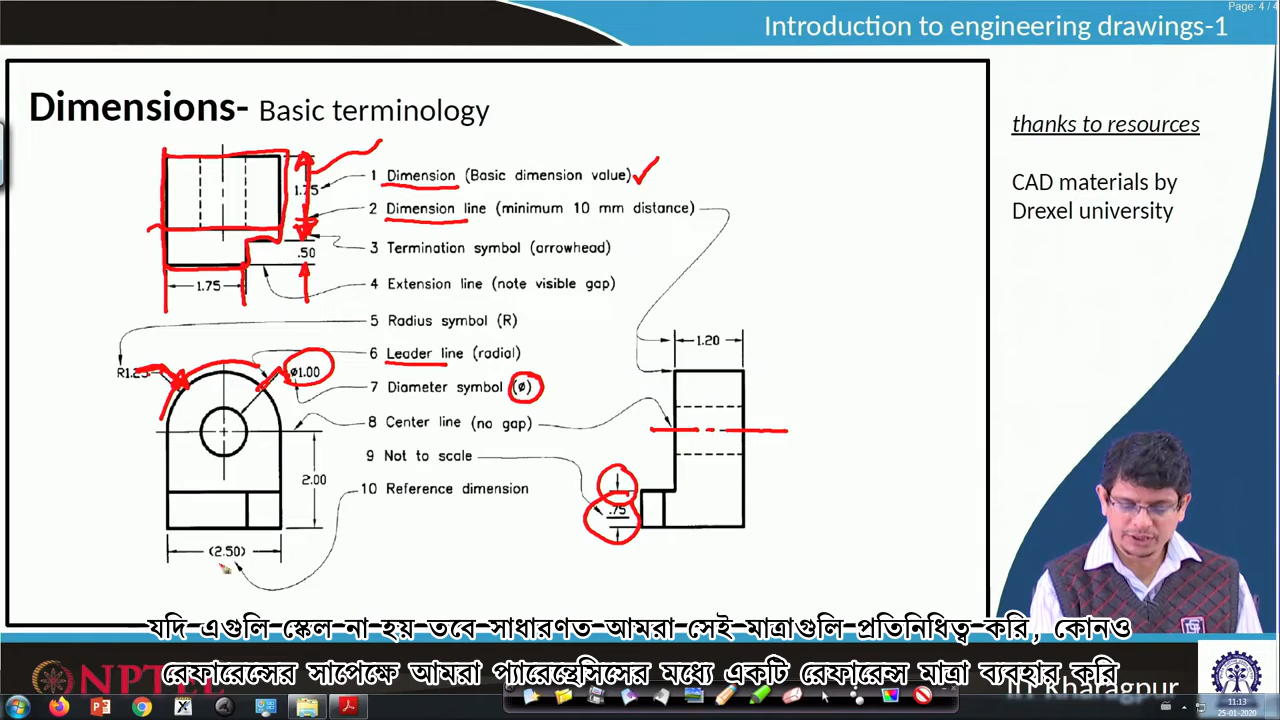 Page: 4 / 4
Introduction to engineering drawings-1
Dimensions- Basic terminology
thanks to resources
CAD materials by
Drexel university
1 Dimension (Basic dimension value)
2 Dimension line (minimum 10 mm distance)
3 Termination symbol (arrowhead)
4 Extension line (note visible gap)
5 Radius symbol (R)
6 Leader line (radial)
7 Diameter symbol (ø)
8 Center line (no gap)
9 Not to scale
10 Reference dimension
1.75
.50
1.75
R1.25
ø1.00
2.00
(2.50)
1.20
.75
যদি এগুলি স্কেল না হয় তবে সাধারণত আমরা সেই মাত্রাগুলি প্রতিনিধিত্ব করি, কোনও
রেফারেন্সের সাপেক্ষে আমরা প্যারেন্থেসিসের মধ্যে একটি রেফারেন্স মাত্রা ব্যবহার করি
NPTEL
IIT Kharagpur
11:13
25-01-2020